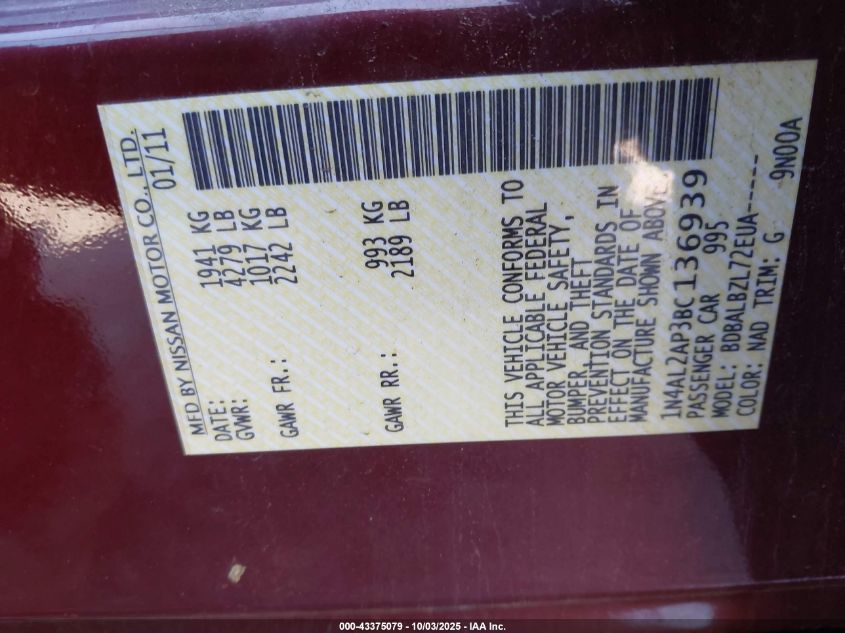 MFD BY NISSAN MOTOR CO., LTD.
DATE: 01/11
GVWR: 1941 KG
4279 LB
GAWR FR.: 1017 KG
2242 LB
GAWR RR.: 993 KG
2189 LB
THIS VEHICLE CONFORMS TO
ALL APPLICABLE FEDERAL
MOTOR VEHICLE SAFETY,
BUMPER, AND THEFT
PREVENTION STANDARDS IN
EFFECT ON THE DATE OF
MANUFACTURE SHOWN ABOVE.
1N4AL2AP3BC136939
PASSENGER CAR 995
MODEL: BDBALBZL72EUA-----
COLOR: NAD TRIM: G 9N00A
000-43375079 - 10/03/2025 - IAA Inc.